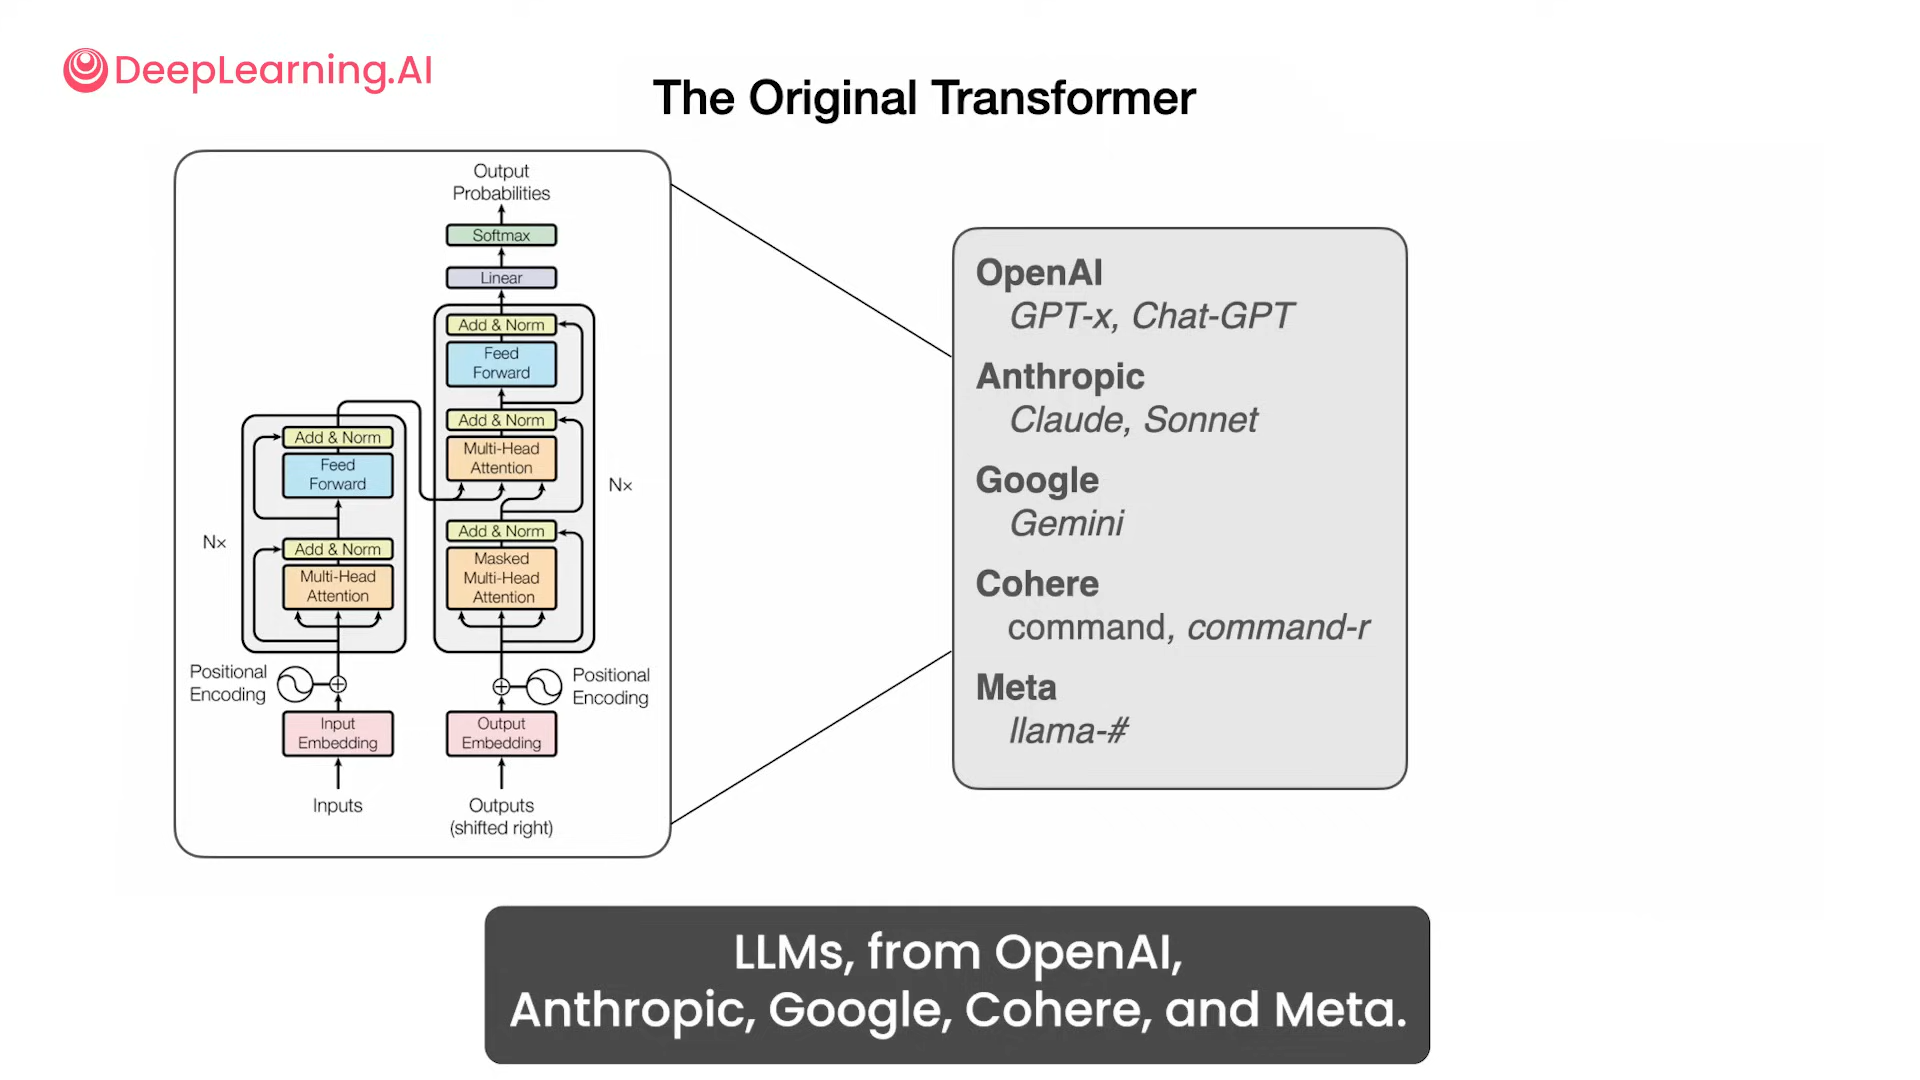 DeepLearning.AI
The Original Transformer
Output
Probabilities
Softmax
Linear
Add & Norm
Feed
Forward
Add & Norm
Multi-Head
Attention
Add & Norm
Masked
Multi-Head
Attention
N×
Add & Norm
Feed
Forward
Add & Norm
Multi-Head
Attention
N×
Positional
Encoding
Positional
Encoding
Input
Embedding
Output
Embedding
Inputs
Outputs
(shifted right)
OpenAI
GPT-x, Chat-GPT
Anthropic
Claude, Sonnet
Google
Gemini
Cohere
command, command-r
Meta
llama-#
LLMs, from OpenAI,
Anthropic, Google, Cohere, and Meta.